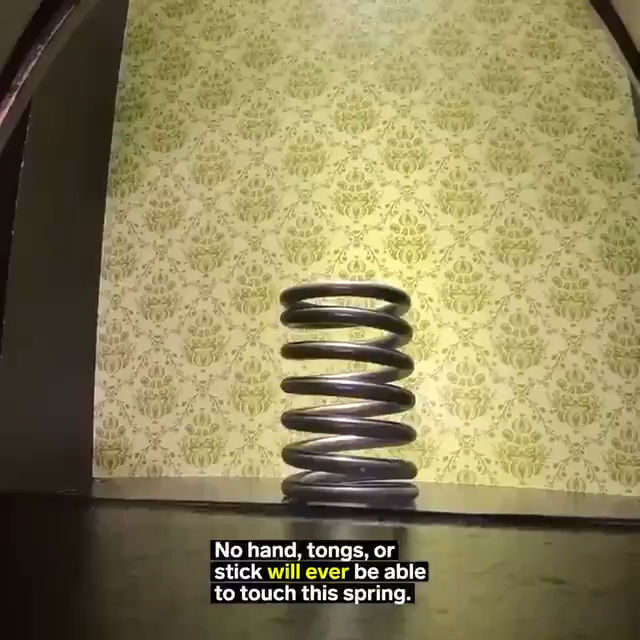 No hand, tongs, or
stick will ever be able
to touch this spring.